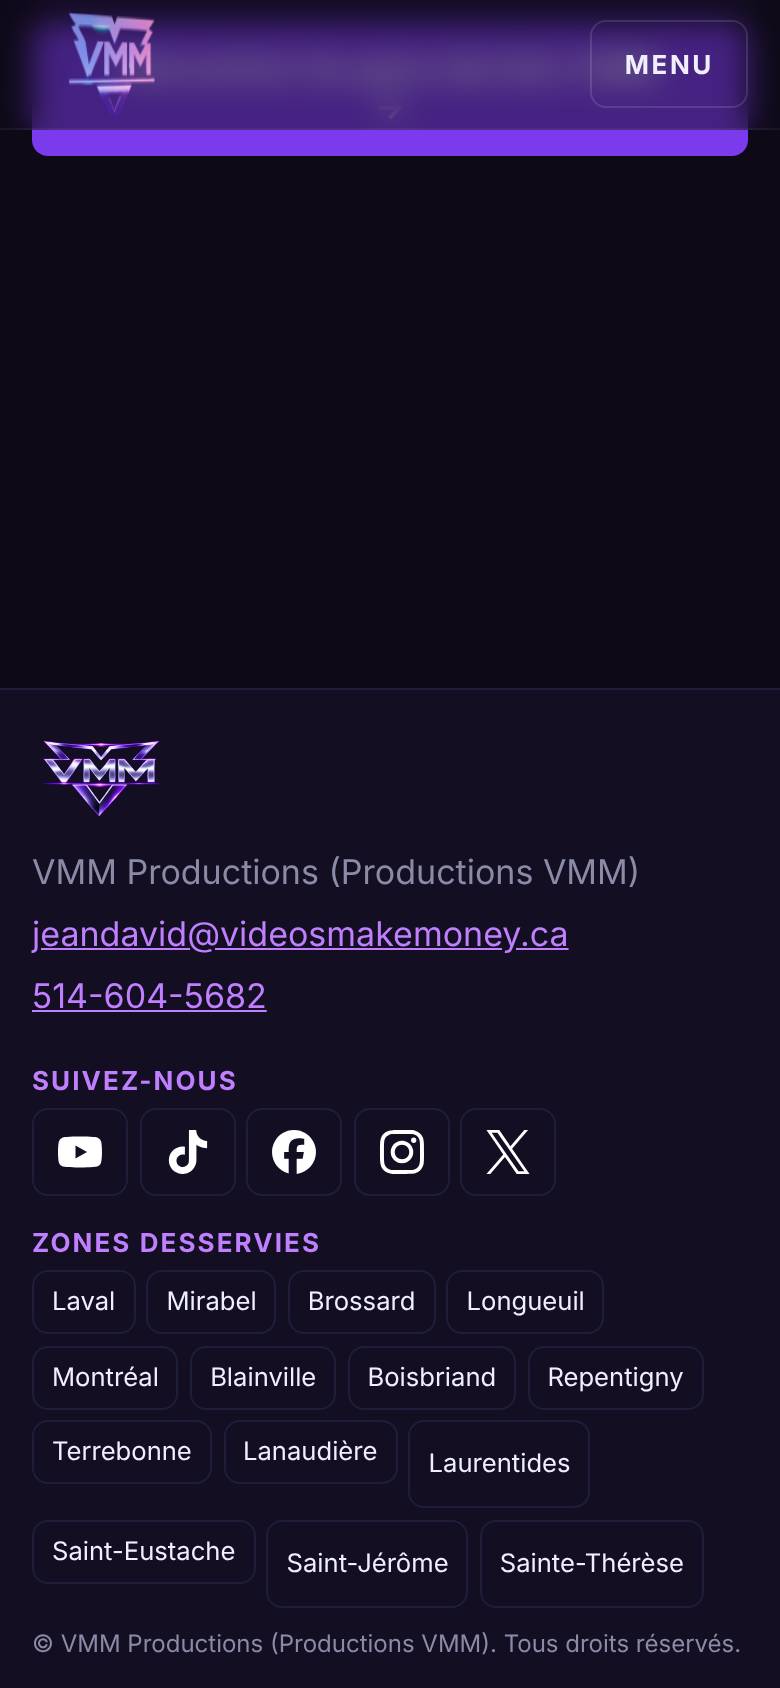 VMM
MENU
VMM
VMM Productions (Productions VMM)
jeandavid@videosmakemoney.ca
514-604-5682
SUIVEZ-NOUS
ZONES DESSERVIES
Laval Mirabel Brossard Longueuil
Montréal Blainville Boisbriand Repentigny
Terrebonne Lanaudière Laurentides
Saint-Eustache Saint-Jérôme Sainte-Thérèse
© VMM Productions (Productions VMM). Tous droits réservés.